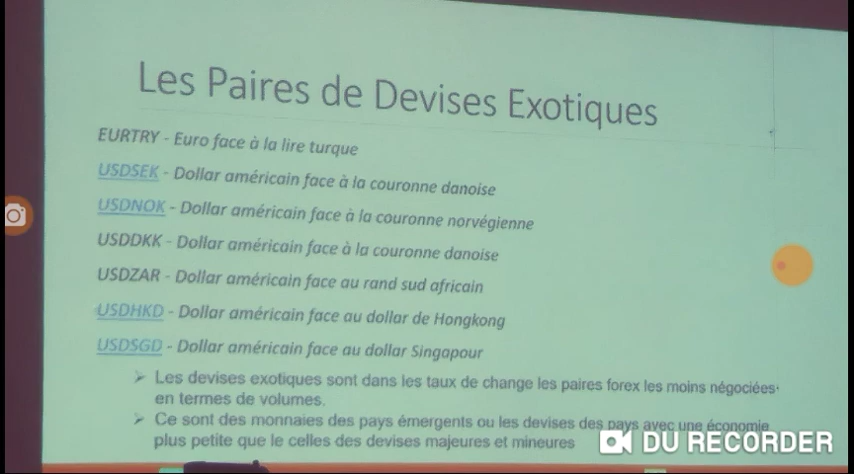 Les Paires de Devises Exotiques
EURTRY - Euro face à la lire turque
USDSEK - Dollar américain face à la couronne danoise
USDNOK - Dollar américain face à la couronne norvégienne
USDDKK - Dollar américain face à la couronne danoise
USDZAR - Dollar américain face au rand sud africain
USDHKD - Dollar américain face au dollar de Hongkong
USDSGD - Dollar américain face au dollar Singapour
➢ Les devises exotiques sont dans les taux de change les paires forex les moins négociées
en termes de volumes.
➢ Ce sont des monnaies des pays émergents ou les devises des pays avec une économie
plus petite que le celles des devises majeures et mineures
DU RECORDER